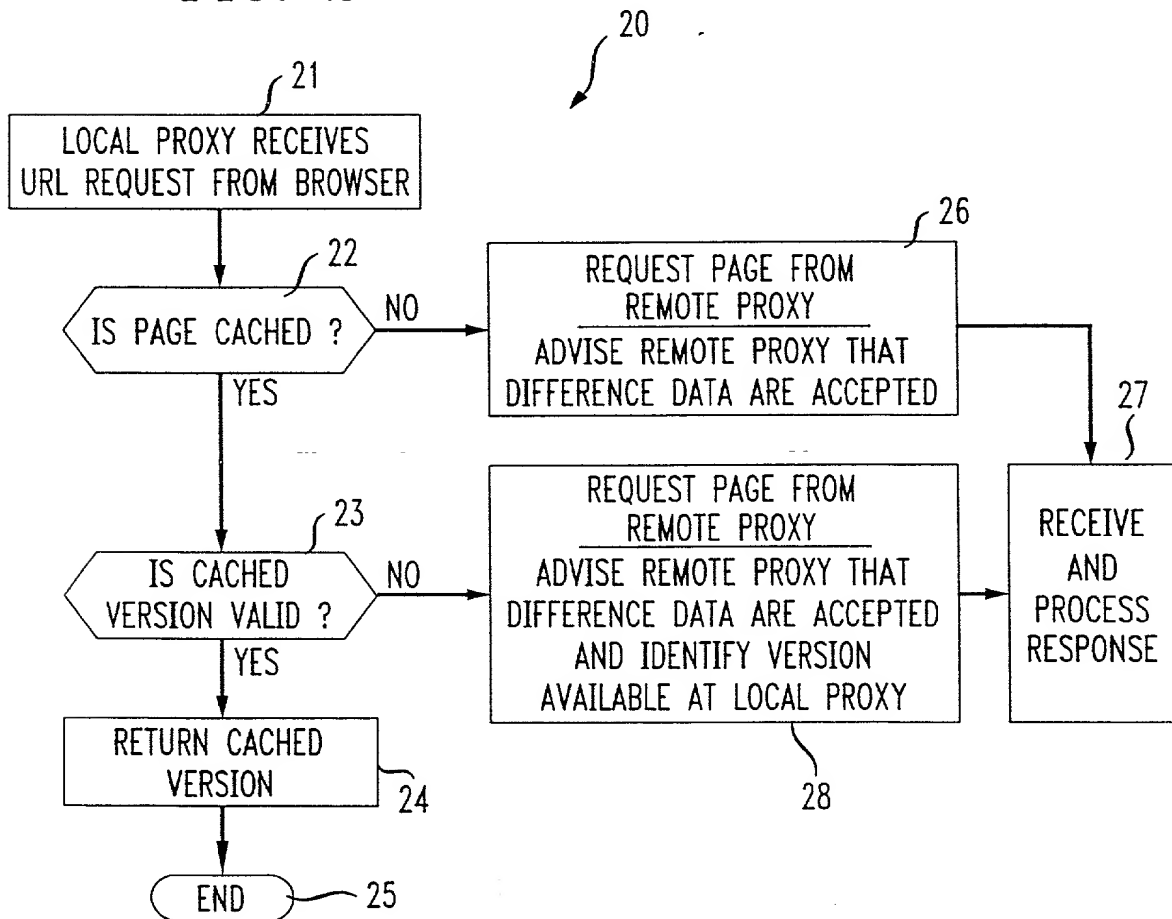 20
21
LOCAL PROXY RECEIVES
URL REQUEST FROM BROWSER
22
IS PAGE CACHED ?
NO
YES
26
REQUEST PAGE FROM
REMOTE PROXY
ADVISE REMOTE PROXY THAT
DIFFERENCE DATA ARE ACCEPTED
27
RECEIVE
AND
PROCESS
RESPONSE
23
IS CACHED
VERSION VALID ?
NO
YES
REQUEST PAGE FROM
REMOTE PROXY
ADVISE REMOTE PROXY THAT
DIFFERENCE DATA ARE ACCEPTED
AND IDENTIFY VERSION
AVAILABLE AT LOCAL PROXY
28
RETURN CACHED
VERSION
24
END
25